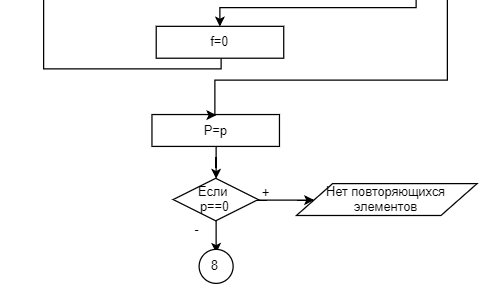 f=0
P=p
Если
p==0
+
Нет повторяющихся
элементов
-
8